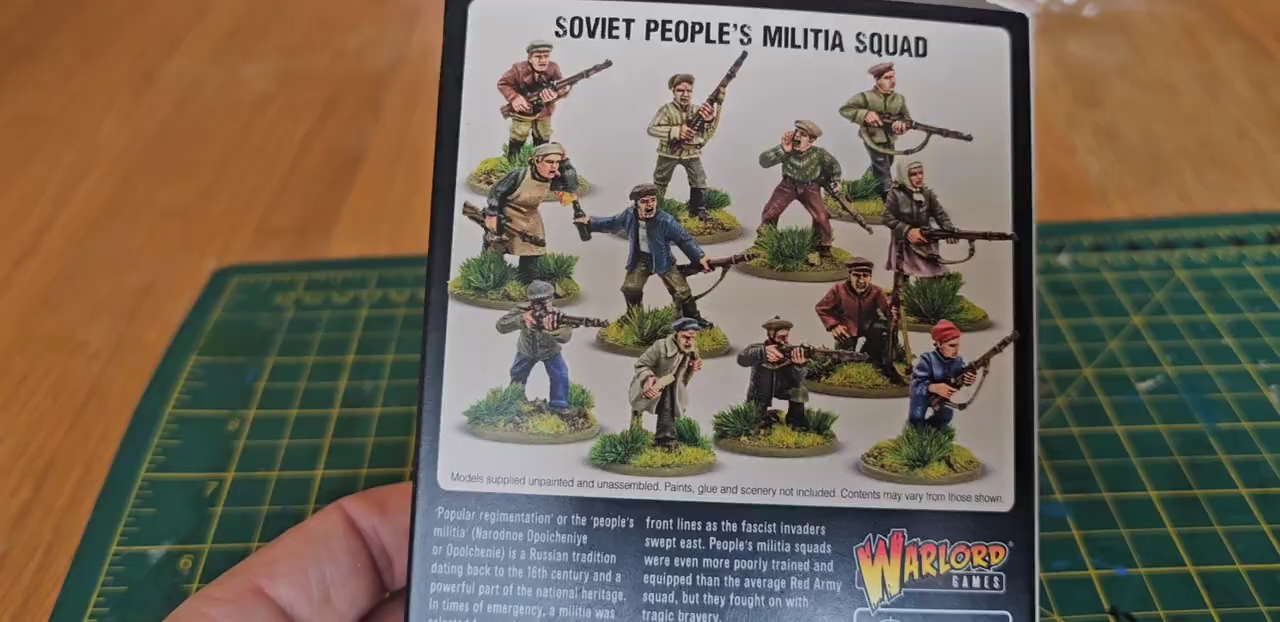 SOVIET PEOPLE'S MILITIA SQUAD
Models supplied unpainted and unassembled. Paints, glue and scenery not included. Contents may vary from those shown.
'Popular regimentation' or the 'people's
militia' (Narodnoe Opolcheniye
or Opolchenie) is a Russian tradition
dating back to the 16th century and a
powerful part of the national heritage.
In times of emergency, a militia was
front lines as the fascist invaders
swept east. People's militia squads
were even more poorly trained and
equipped than the average Red Army
squad, but they fought on with
tragic bravery.
WARLORD
GAMES
7
6